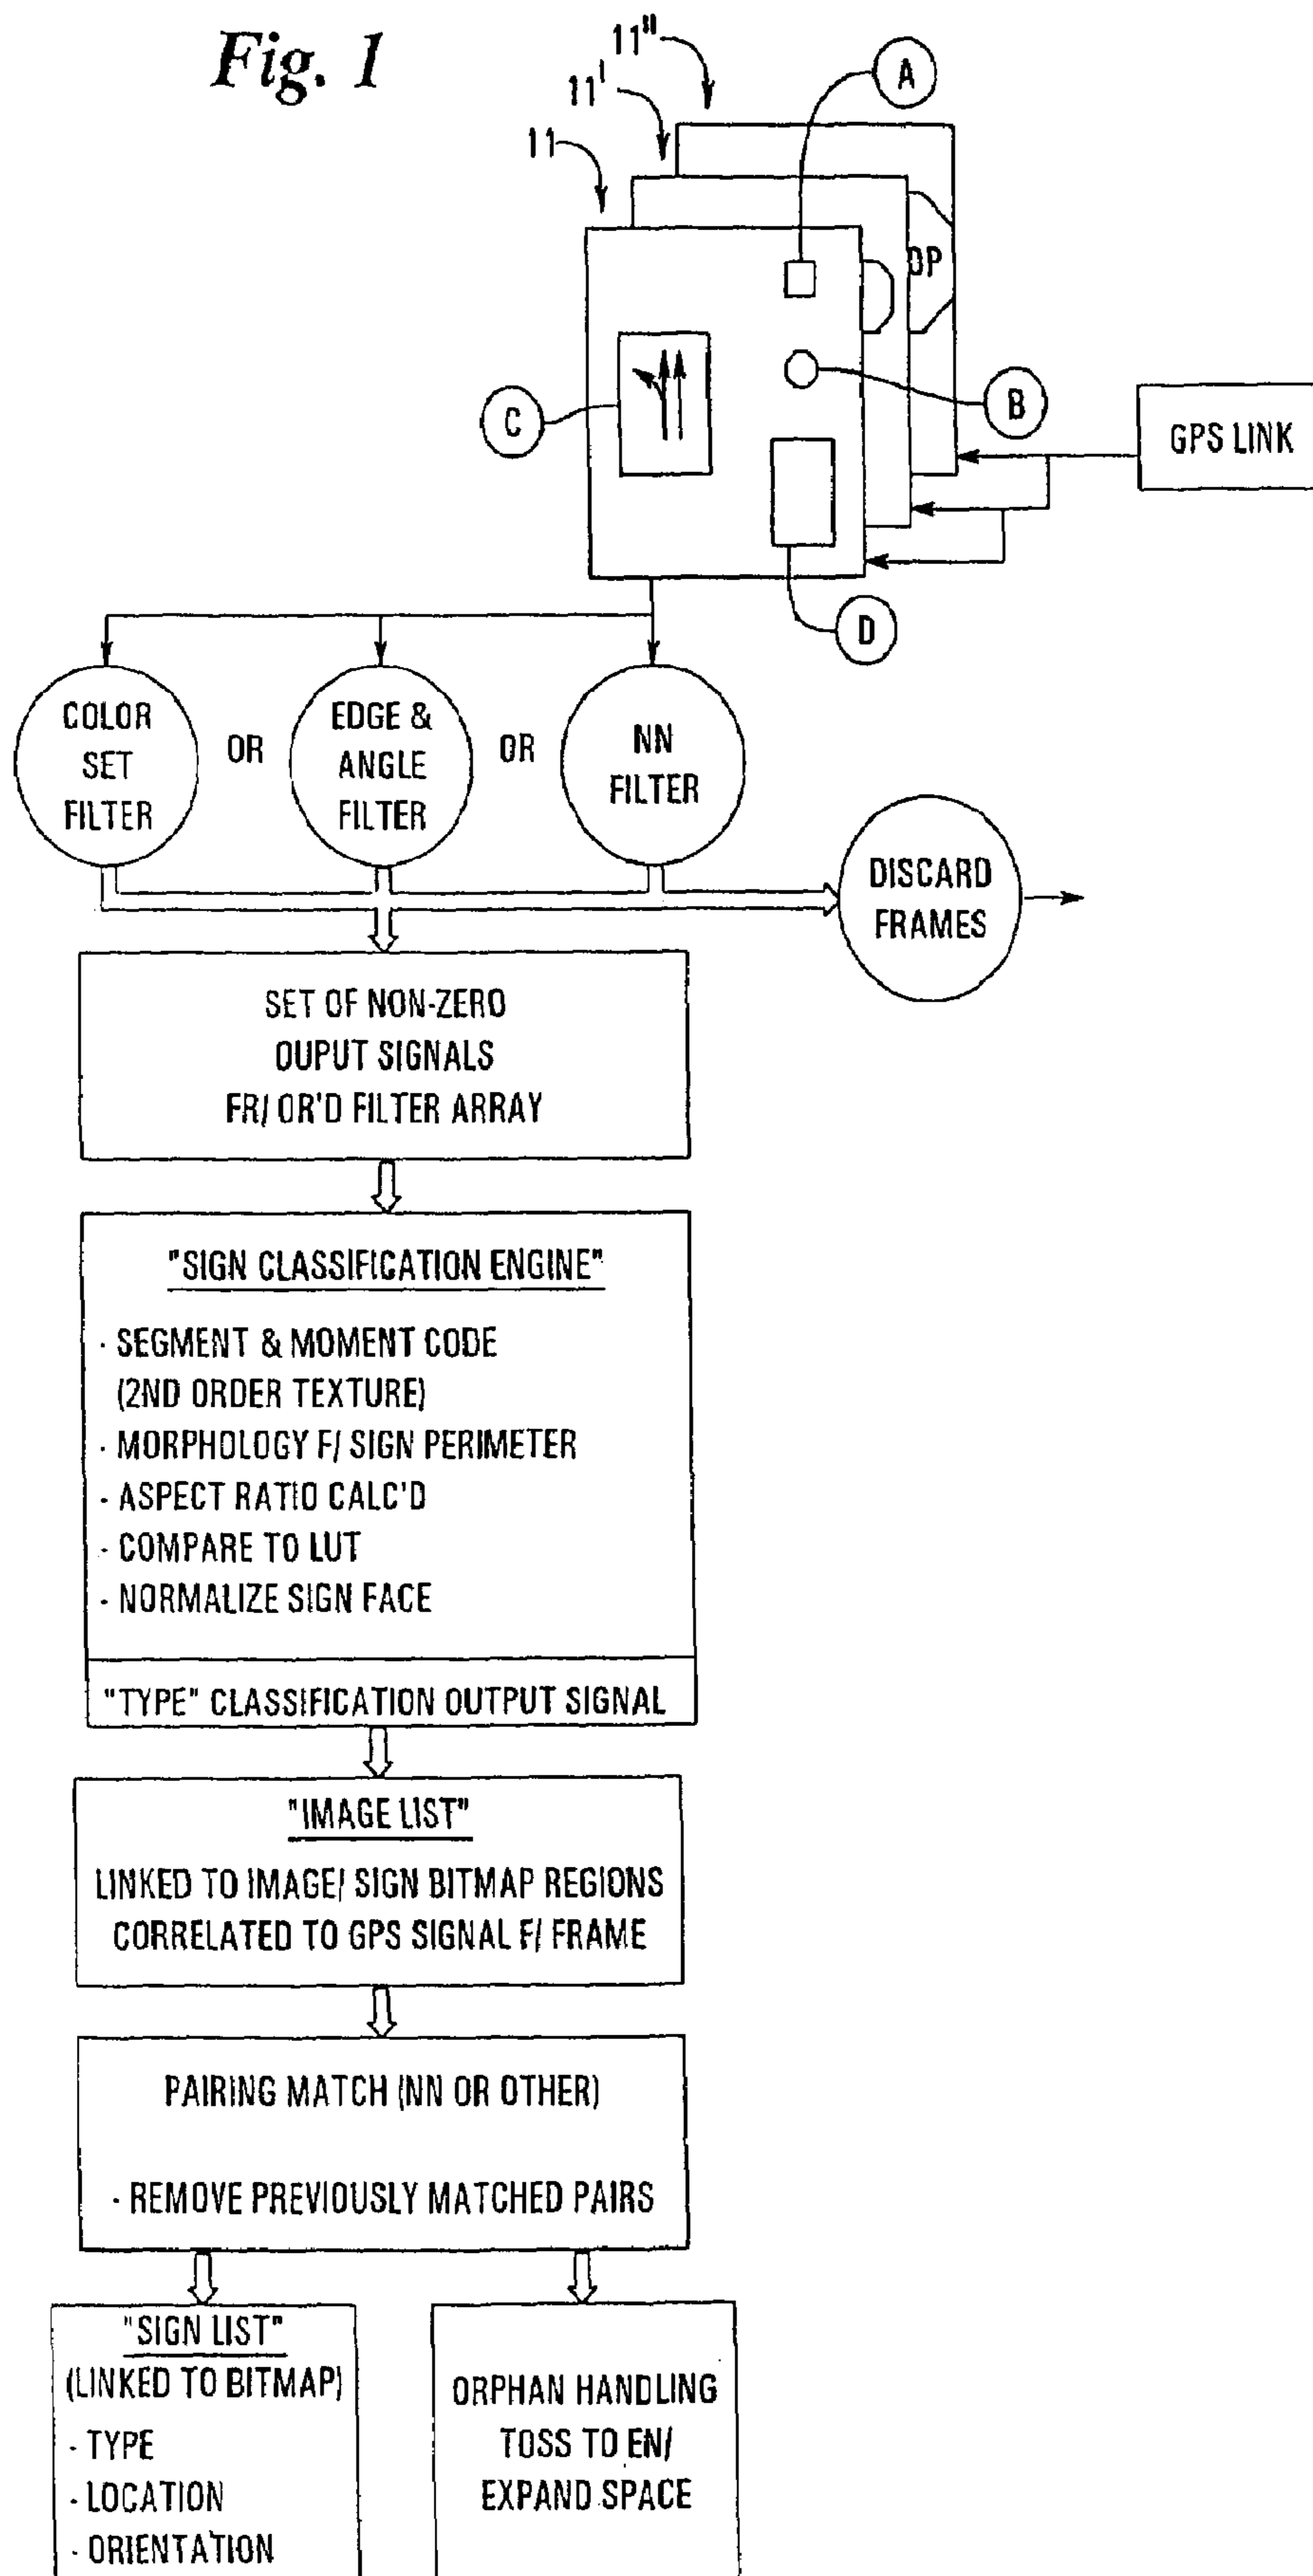 Fig. 1
11"
11'
11
A
DP
B
C
GPS LINK
D
COLOR
SET
FILTER
OR
EDGE &
ANGLE
FILTER
OR
NN
FILTER
DISCARD
FRAMES
SET OF NON-ZERO
OUPUT SIGNALS
FR/ OR'D FILTER ARRAY
"SIGN CLASSIFICATION ENGINE"
· SEGMENT & MOMENT CODE
(2ND ORDER TEXTURE)
· MORPHOLOGY F/ SIGN PERIMETER
· ASPECT RATIO CALC'D
· COMPARE TO LUT
· NORMALIZE SIGN FACE
"TYPE" CLASSIFICATION OUTPUT SIGNAL
"IMAGE LIST"
LINKED TO IMAGE/ SIGN BITMAP REGIONS
CORRELATED TO GPS SIGNAL F/ FRAME
PAIRING MATCH (NN OR OTHER)
· REMOVE PREVIOUSLY MATCHED PAIRS
"SIGN LIST"
(LINKED TO BITMAP)
· TYPE
· LOCATION
· ORIENTATION
ORPHAN HANDLING
TOSS TO EN/
EXPAND SPACE